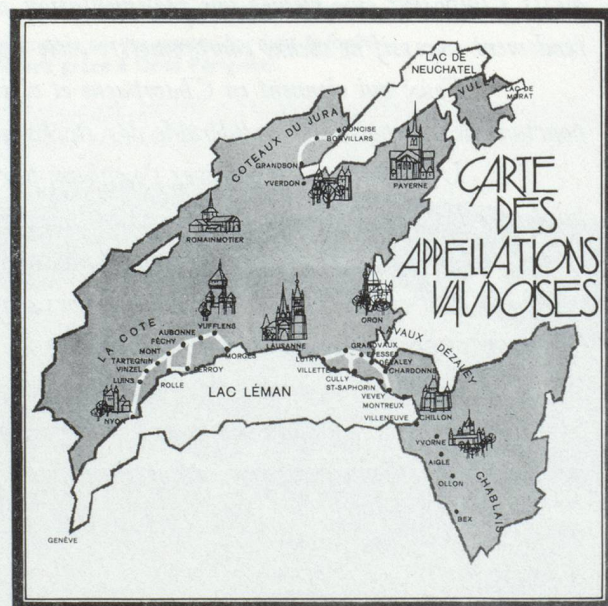 LAC DE
NEUCHATEL
VULLY
LAC DE
MORAT
COTEAUX DU JURA
CONCISE
BONVILLARS
GRANDSON
YVERDON
PAYERNE
CARTE
DES
APPELLATIONS
VAUDOISES
ROMAINMOTIER
LA COTE
VUFFLENS
AUBONNE
FÉCHY
MONT
TARTEGNIN
VINZEL
LUINS
NYON
ROLLE
PERROY
MORGES
LAUSANNE
ORON
LAVAUX
DÉZALEY
LUTRY
GRANDVAUX
EPESSES
DÉZALEY
CHARDONNE
VILLETTE
CULLY
ST-SAPHORIN
VEVEY
MONTREUX
VILLENEUVE
CHILLON
LAC LÉMAN
YVORNE
AIGLE
OLLON
BEX
CHABLAIS
GENÈVE